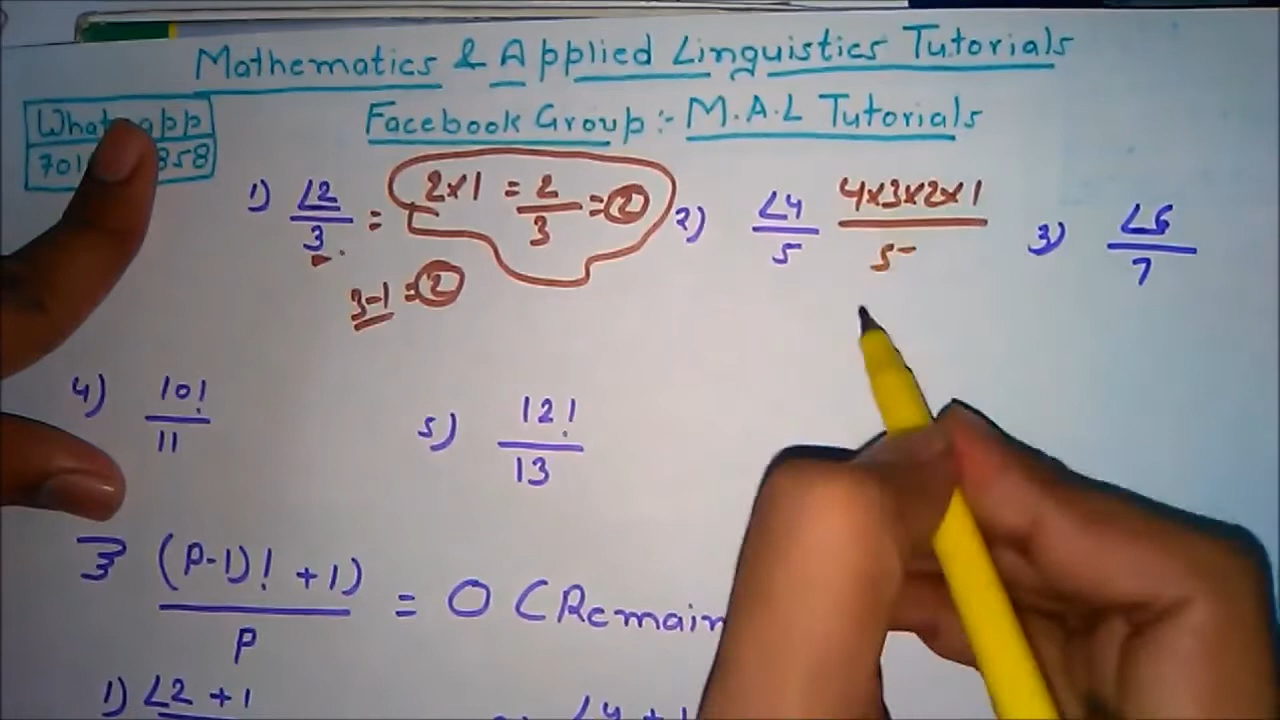 Mathematics & Applied Linguistics Tutorials
Facebook Group :- M.A.L Tutorials
1) ∠2/3 = 2×1 = 2/3 = 2
3-1 = 2
2) ∠4/5 4×3×2×1/5
3) ∠6/7
4) 10!/11
5) 12!/13
3 (P-1)! + 1)/P = 0 (Remain
1) ∠2 + 1
∠4 + 1